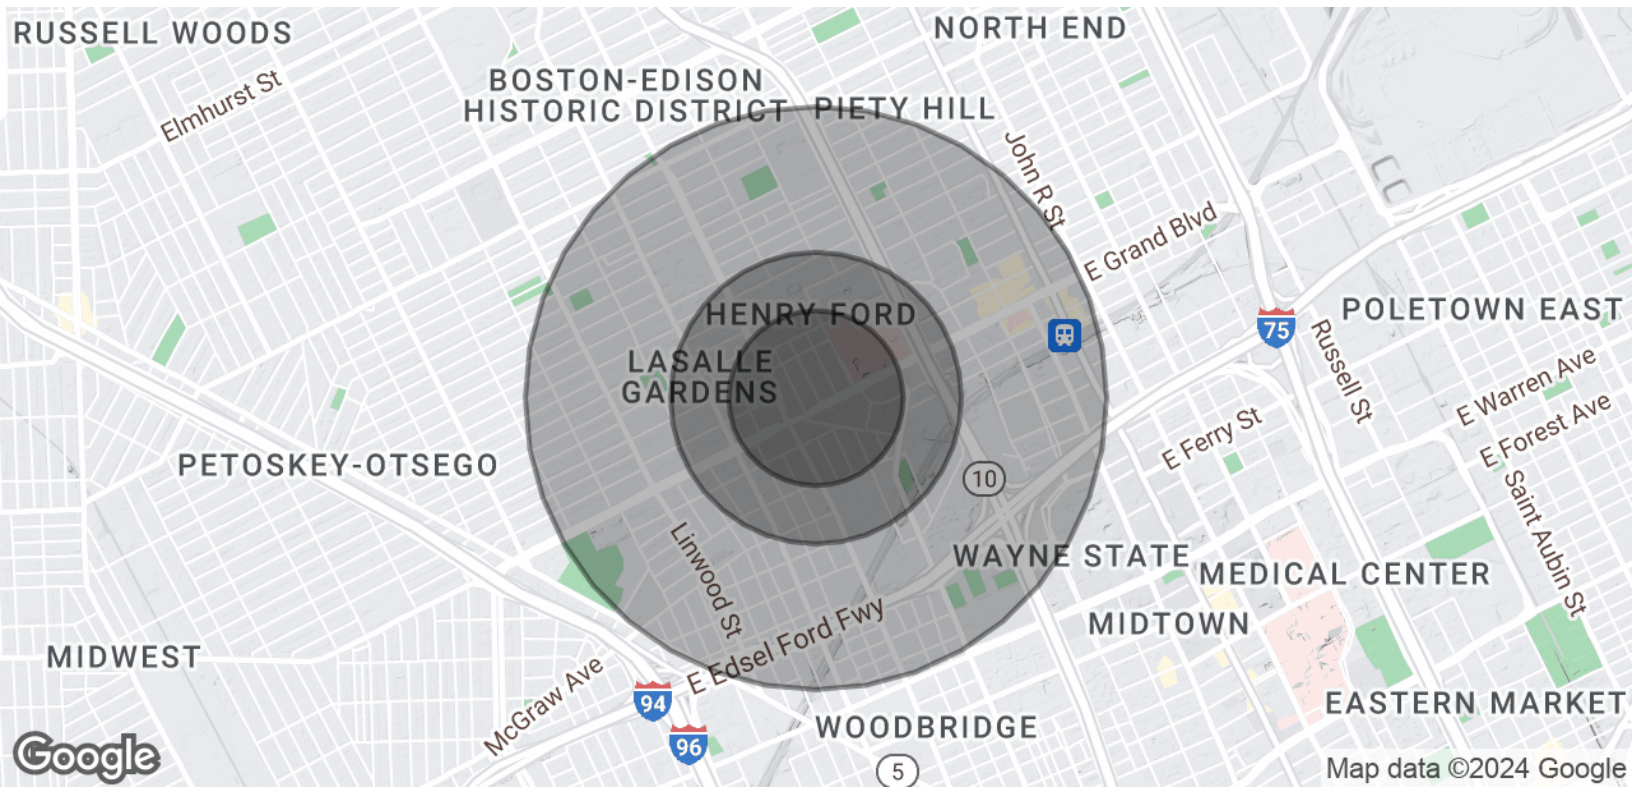 RUSSELL WOODS
NORTH END
BOSTON-EDISON
HISTORIC DISTRICT
PIETY HILL
Elmhurst St
John R St
E Grand Blvd
HENRY FORD
POLETOWN EAST
75
Russell St
LASALLE
GARDENS
E Warren Ave
E Forest Ave
E Ferry St
PETOSKEY-OTSEGO
10
Saint Aubin St
Linwood St
WAYNE STATE
MEDICAL CENTER
MIDTOWN
E Edsel Ford Fwy
MIDWEST
McGraw Ave
94
96
EASTERN MARKET
WOODBRIDGE
5
Google
Map data ©2024 Google